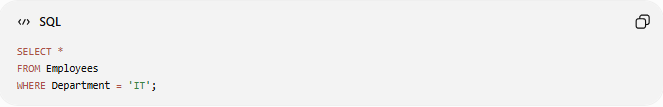 </> SQL
SELECT *
FROM Employees
WHERE Department = 'IT';